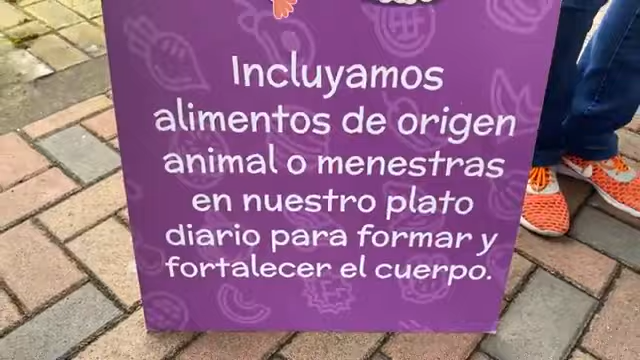 Incluyamos
alimentos de origen
animal o menestras
en nuestro plato
diario para formar y
fortalecer el cuerpo.